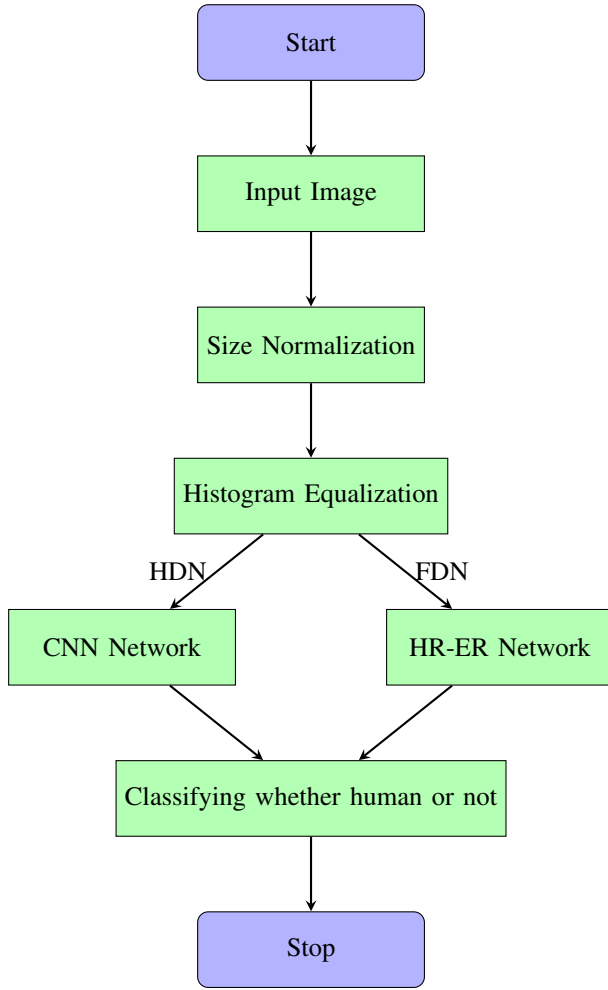 Start
Input Image
Size Normalization
Histogram Equalization
HDN
FDN
CNN Network
HR-ER Network
Classifying whether human or not
Stop